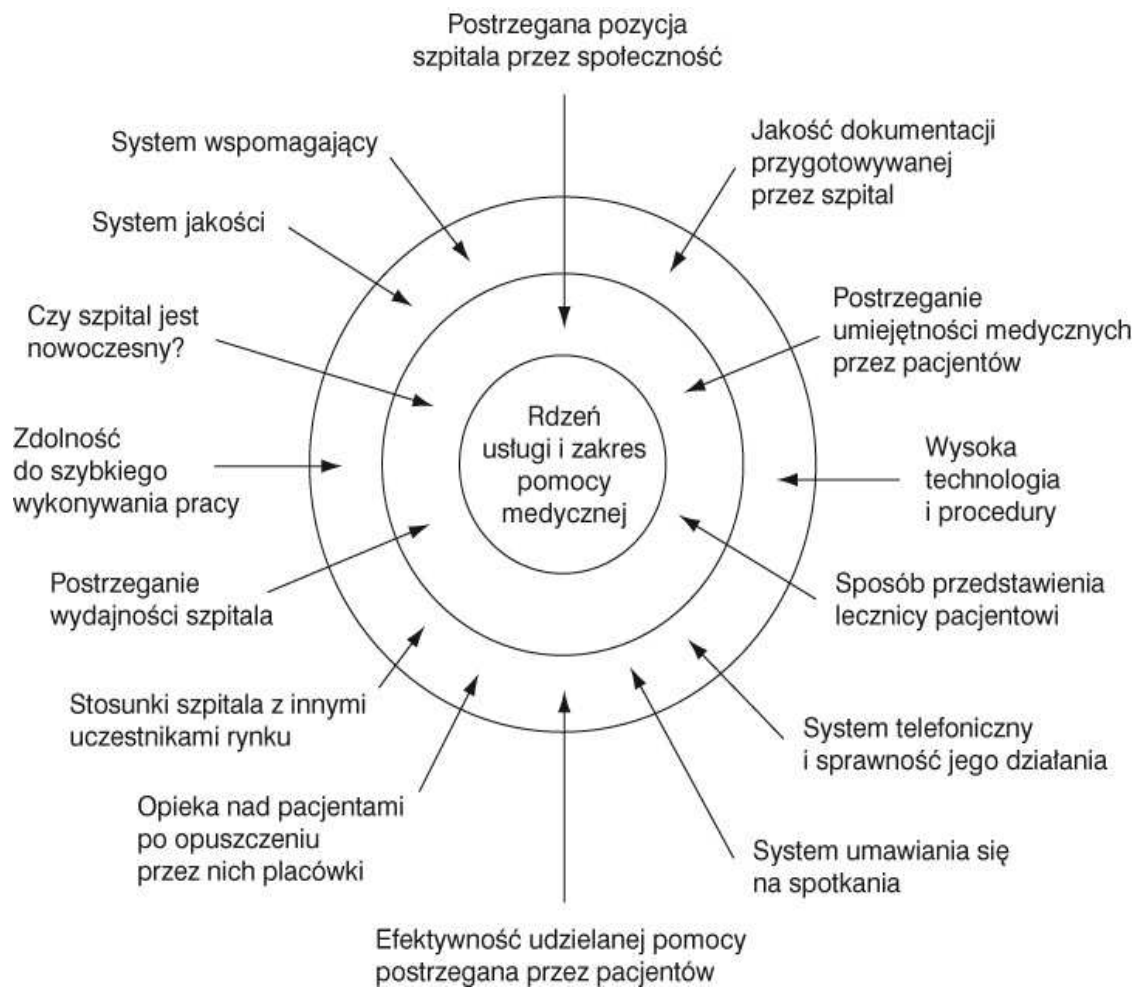 Postrzegana pozycja
szpitala przez społeczność
System wspomagający
Jakość dokumentacji
przygotowywanej
przez szpital
System jakości
Czy szpital jest
nowoczesny?
Postrzeganie
umiejętności medycznych
przez pacjentów
Rdzeń
usługi i zakres
pomocy
medycznej
Zdolność
do szybkiego
wykonywania pracy
Wysoka
technologia
i procedury
Postrzeganie
wydajności szpitala
Sposób przedstawienia
lecznicy pacjentowi
Stosunki szpitala z innymi
uczestnikami rynku
System telefoniczny
i sprawność jego działania
Opieka nad pacjentami
po opuszczeniu
przez nich placówki
System umawiania się
na spotkania
Efektywność udzielanej pomocy
postrzegana przez pacjentów